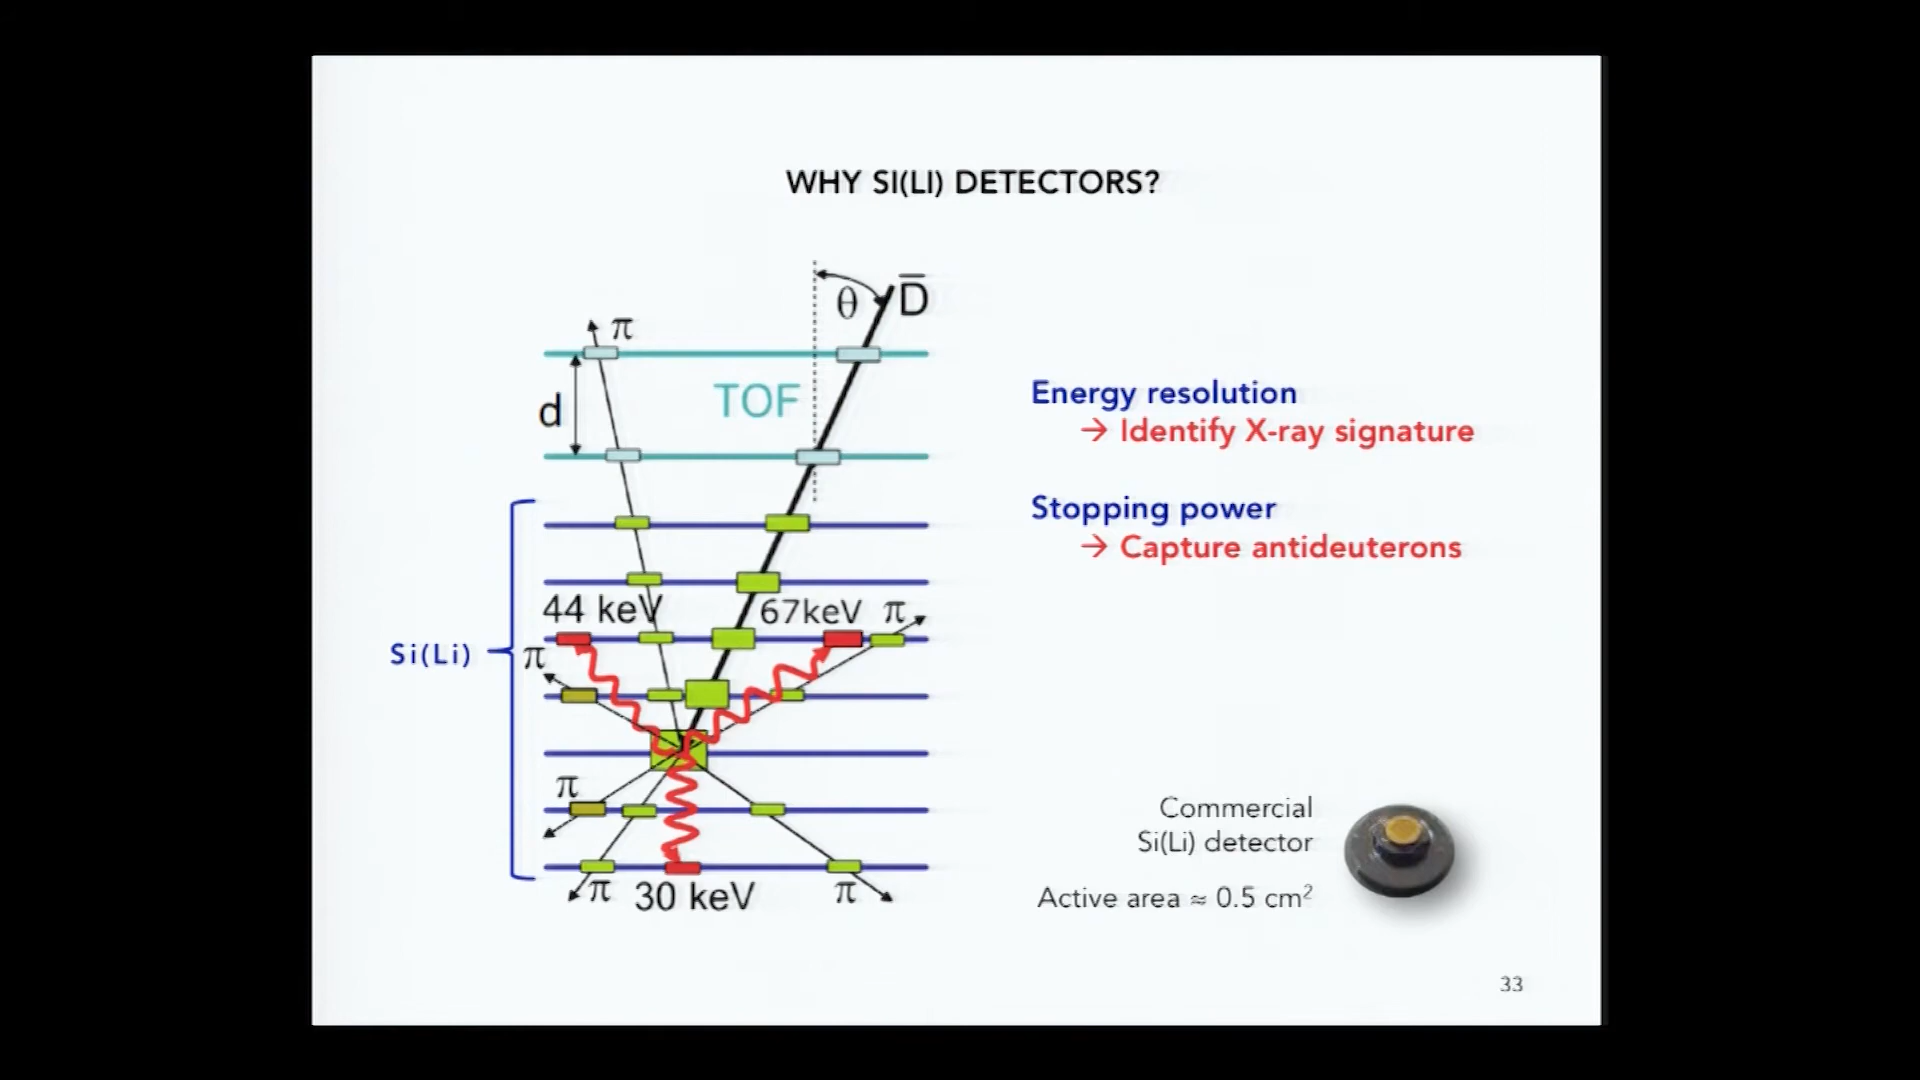 WHY SI(LI) DETECTORS?
θ
D̅
π
d
TOF
Energy resolution
→ Identify X-ray signature
Stopping power
→ Capture antideuterons
44 keV
67keV
π
Si(Li)
π
π
π
30 keV
π
Commercial
Si(Li) detector
Active area ≈ 0.5 cm²
33